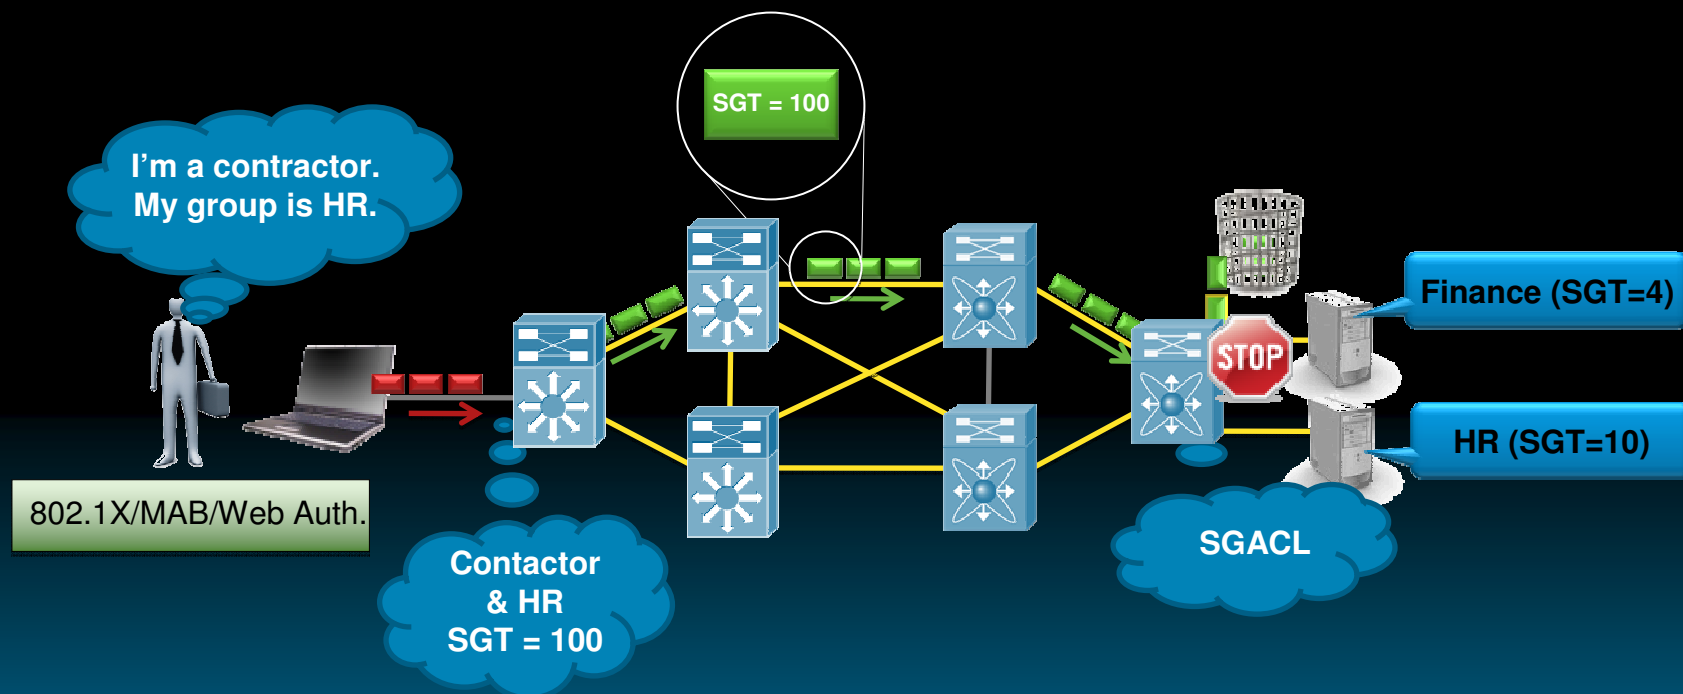 SGT = 100
I'm a contractor.
My group is HR.
Finance (SGT=4)
STOP
HR (SGT=10)
802.1X/MAB/Web Auth.
Contactor
& HR
SGT = 100
SGACL